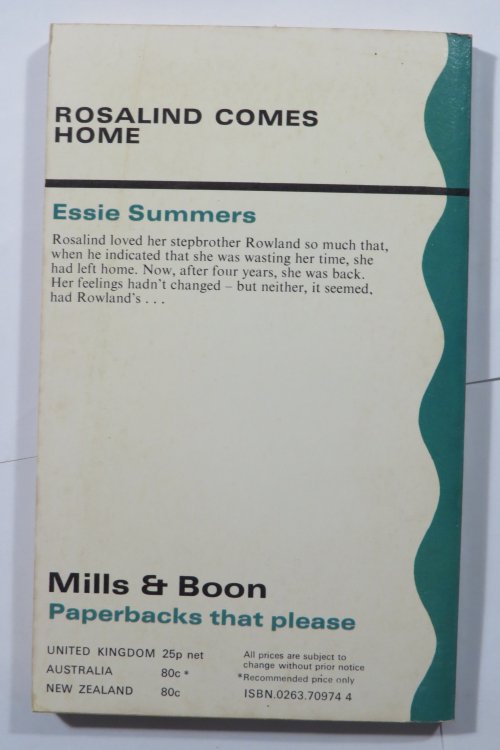 ROSALIND COMES
HOME
Essie Summers
Rosalind loved her stepbrother Rowland so much that,
when he indicated that she was wasting her time, she
had left home. Now, after four years, she was back.
Her feelings hadn't changed – but neither, it seemed,
had Rowland's . . .
Mills & Boon
Paperbacks that please
UNITED KINGDOM 25p net
AUSTRALIA 80c *
NEW ZEALAND 80c
All prices are subject to
change without prior notice
*Recommended price only
ISBN.0263.70974 4